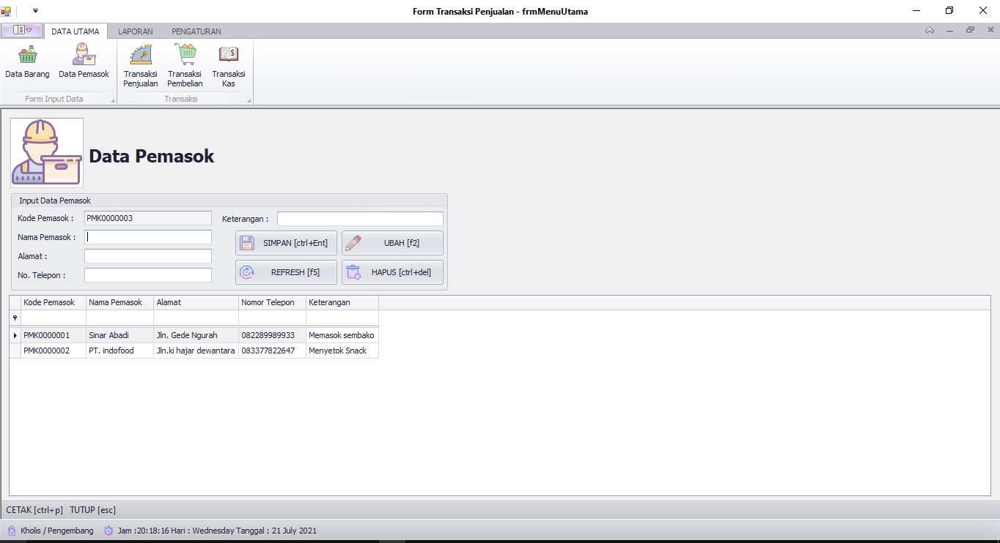 Form Transaksi Penjualan - frmMenuUtama
DATA UTAMA LAPORAN PENGATURAN
Data Barang Data Pemasok Transaksi Penjualan Transaksi Pembelian Transaksi Kas
Form Input Data Transaksi
Data Pemasok
Input Data Pemasok
Kode Pemasok : PMK0000003 Keterangan :
Nama Pemasok : SIMPAN [ctrl+Ent] UBAH [f2]
Alamat :
No. Telepon : REFRESH [f5] HAPUS [ctrl+del]
Kode Pemasok Nama Pemasok Alamat Nomor Telepon Keterangan
PMK0000001 Sinar Abadi Jln. Gede Ngurah 082289989933 Memasok sembako
PMK0000002 PT. indofood Jln.ki hajar dewantara 083377822647 Menyetok Snack
CETAK [ctrl+p] TUTUP [esc]
Kholis / Pengembang Jam :20:18:16 Hari : Wednesday Tanggal : 21 July 2021